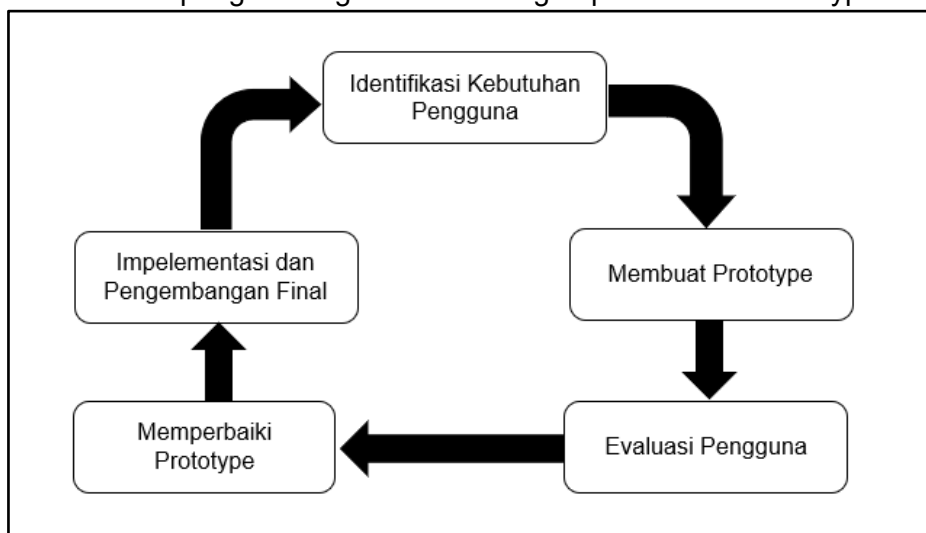 Identifikasi Kebutuhan
Pengguna
Membuat Prototype
Evaluasi Pengguna
Memperbaiki
Prototype
Impelementasi dan
Pengembangan Final